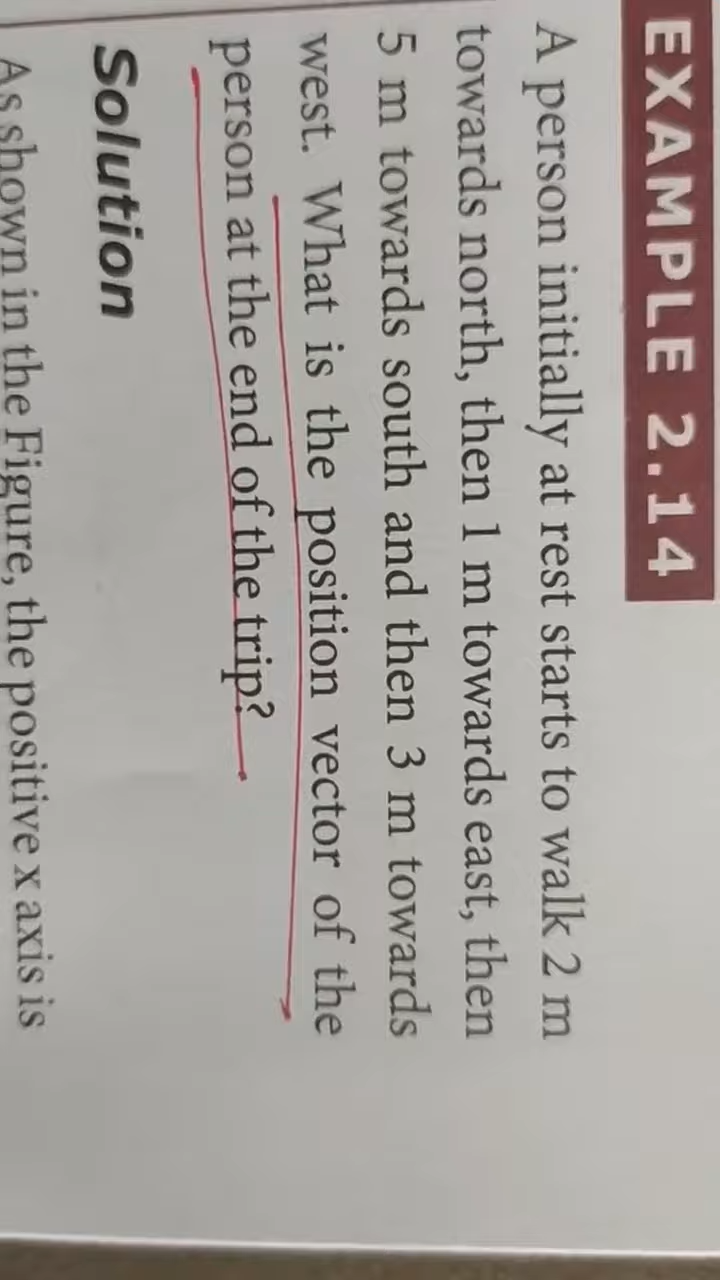 EXAMPLE 2.14
A person initially at rest starts to walk 2 m
towards north, then 1 m towards east, then
5 m towards south and then 3 m towards
west. What is the position vector of the
person at the end of the trip?
Solution
As shown in the Figure, the positive x axis is